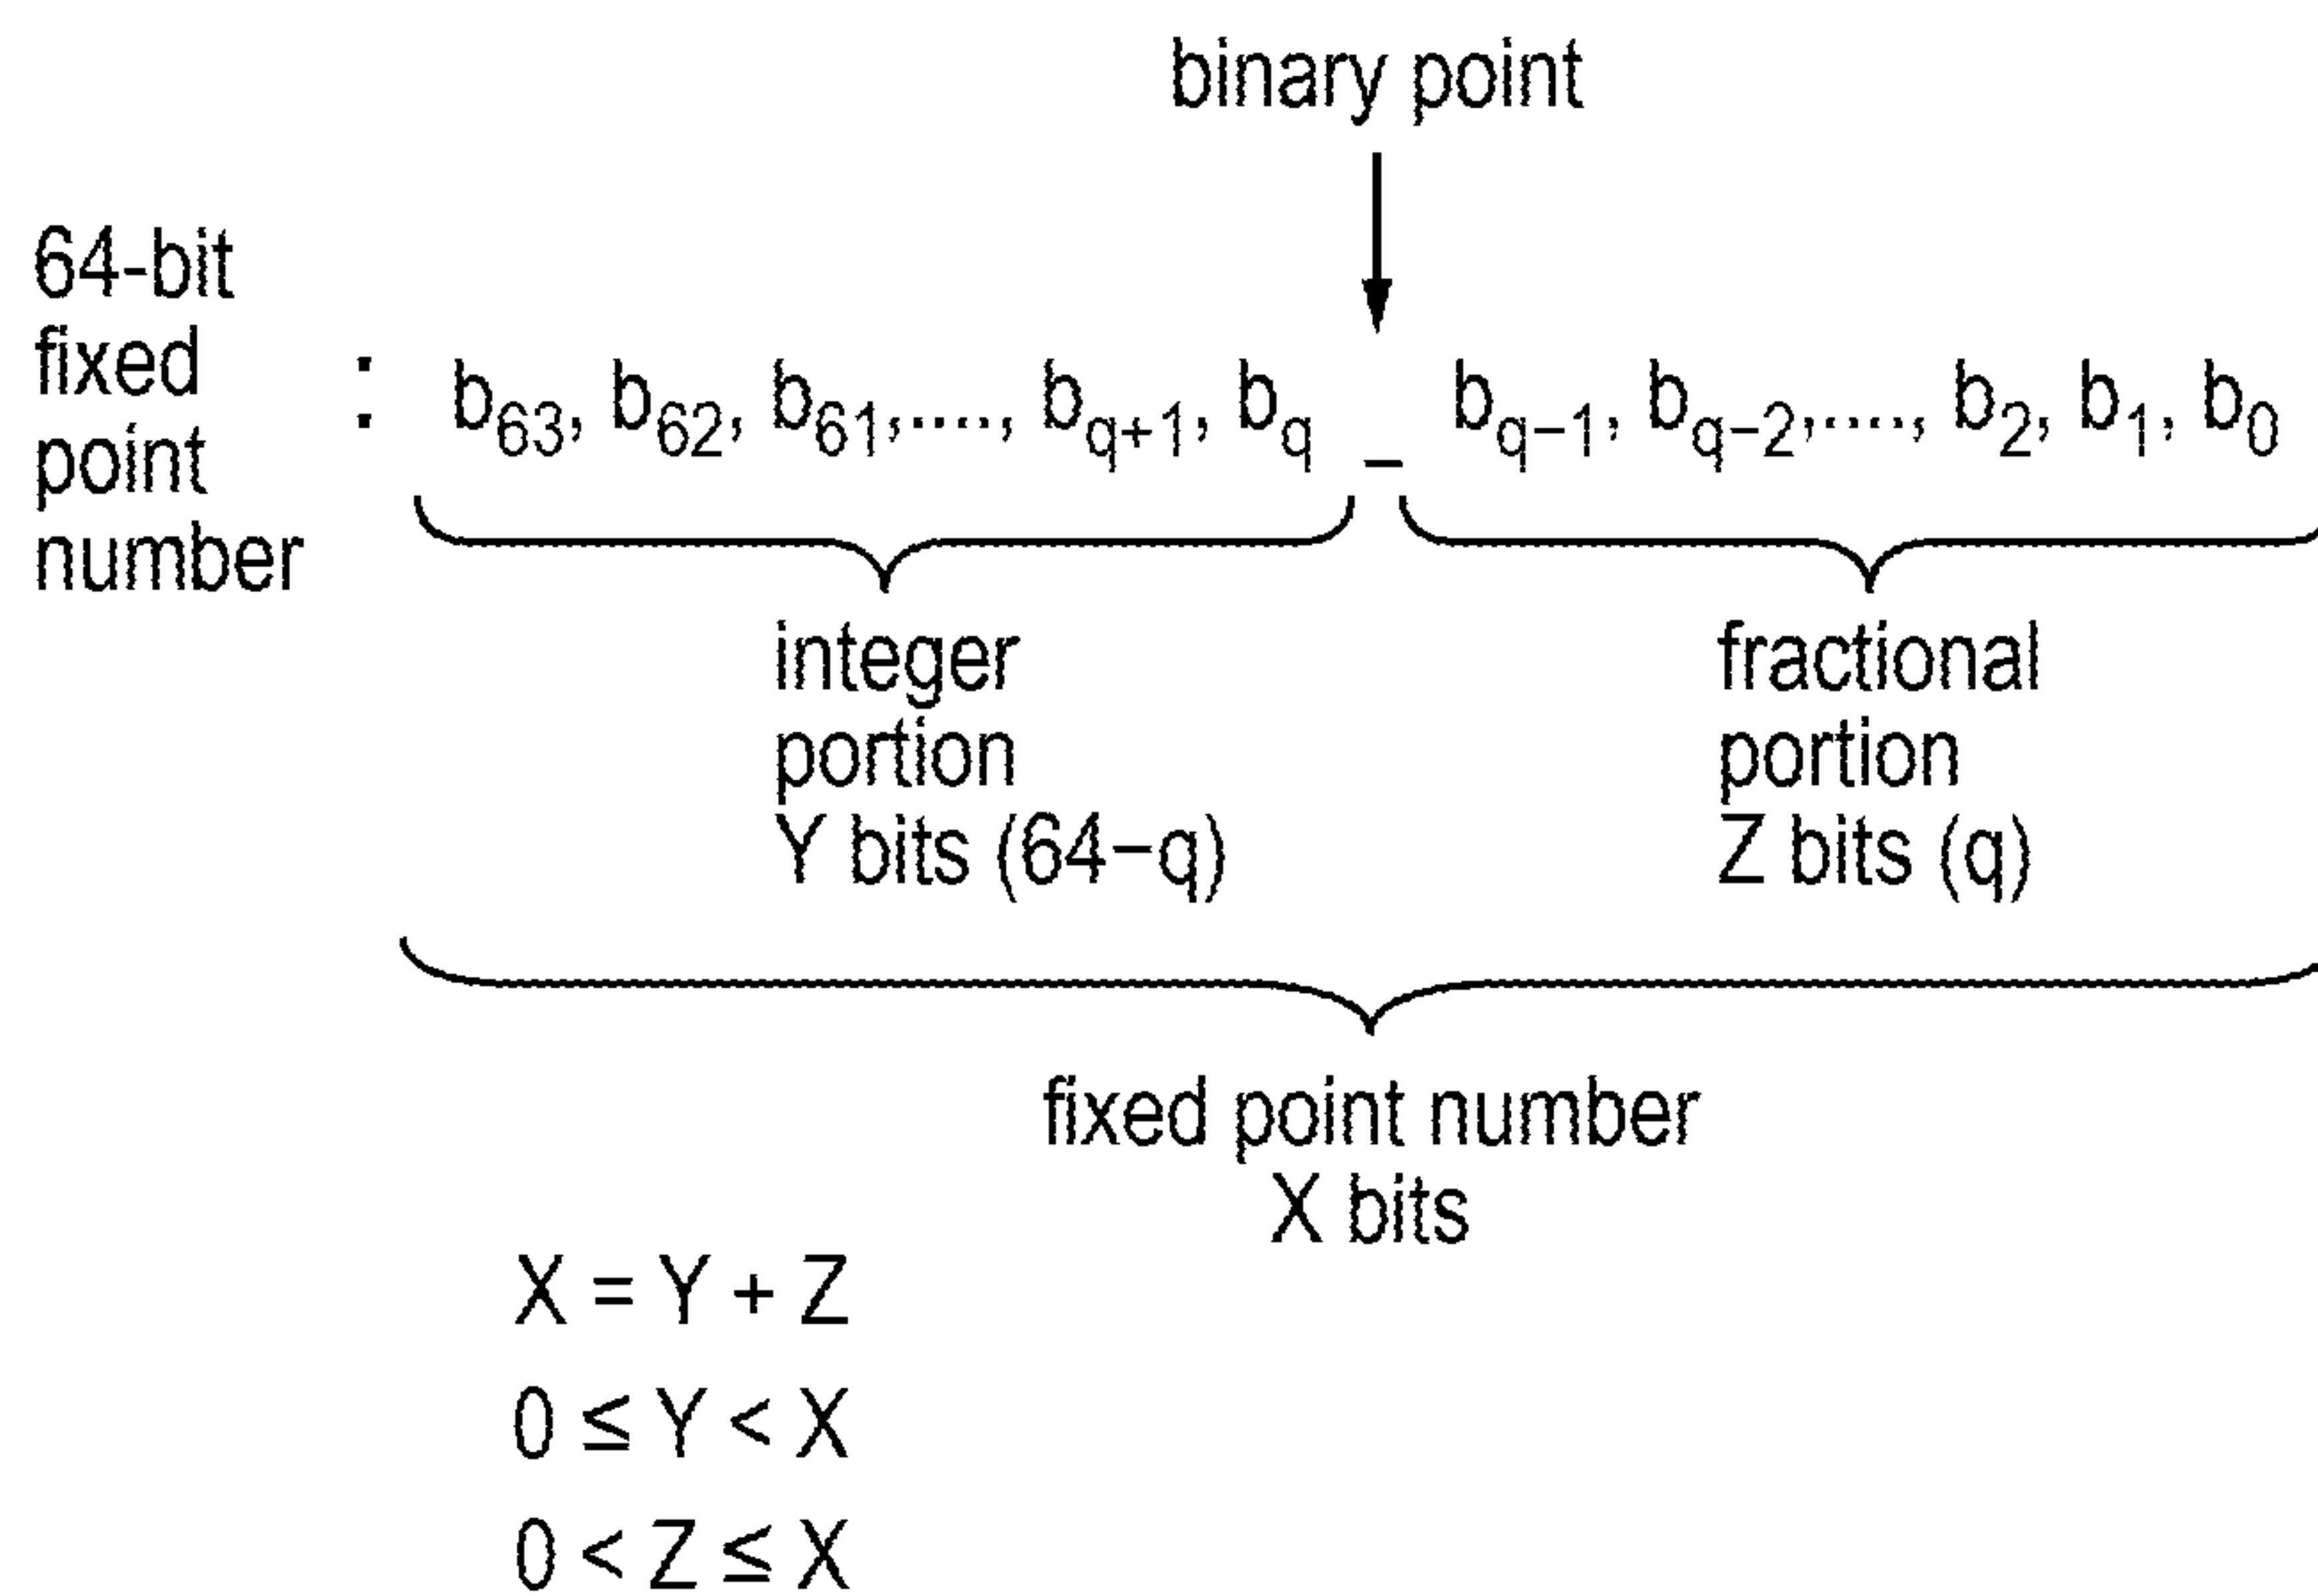 binary point
64-bit
fixed
point
number
: b63, b62, b61,...., bq+1, bq _ bq−1, bq−2,...., b2, b1, b0
integer
portion
Y bits (64−q)
fractional
portion
Z bits (q)
fixed point number
X bits
X = Y + Z
0 ≤ Y < X
0 < Z ≤ X